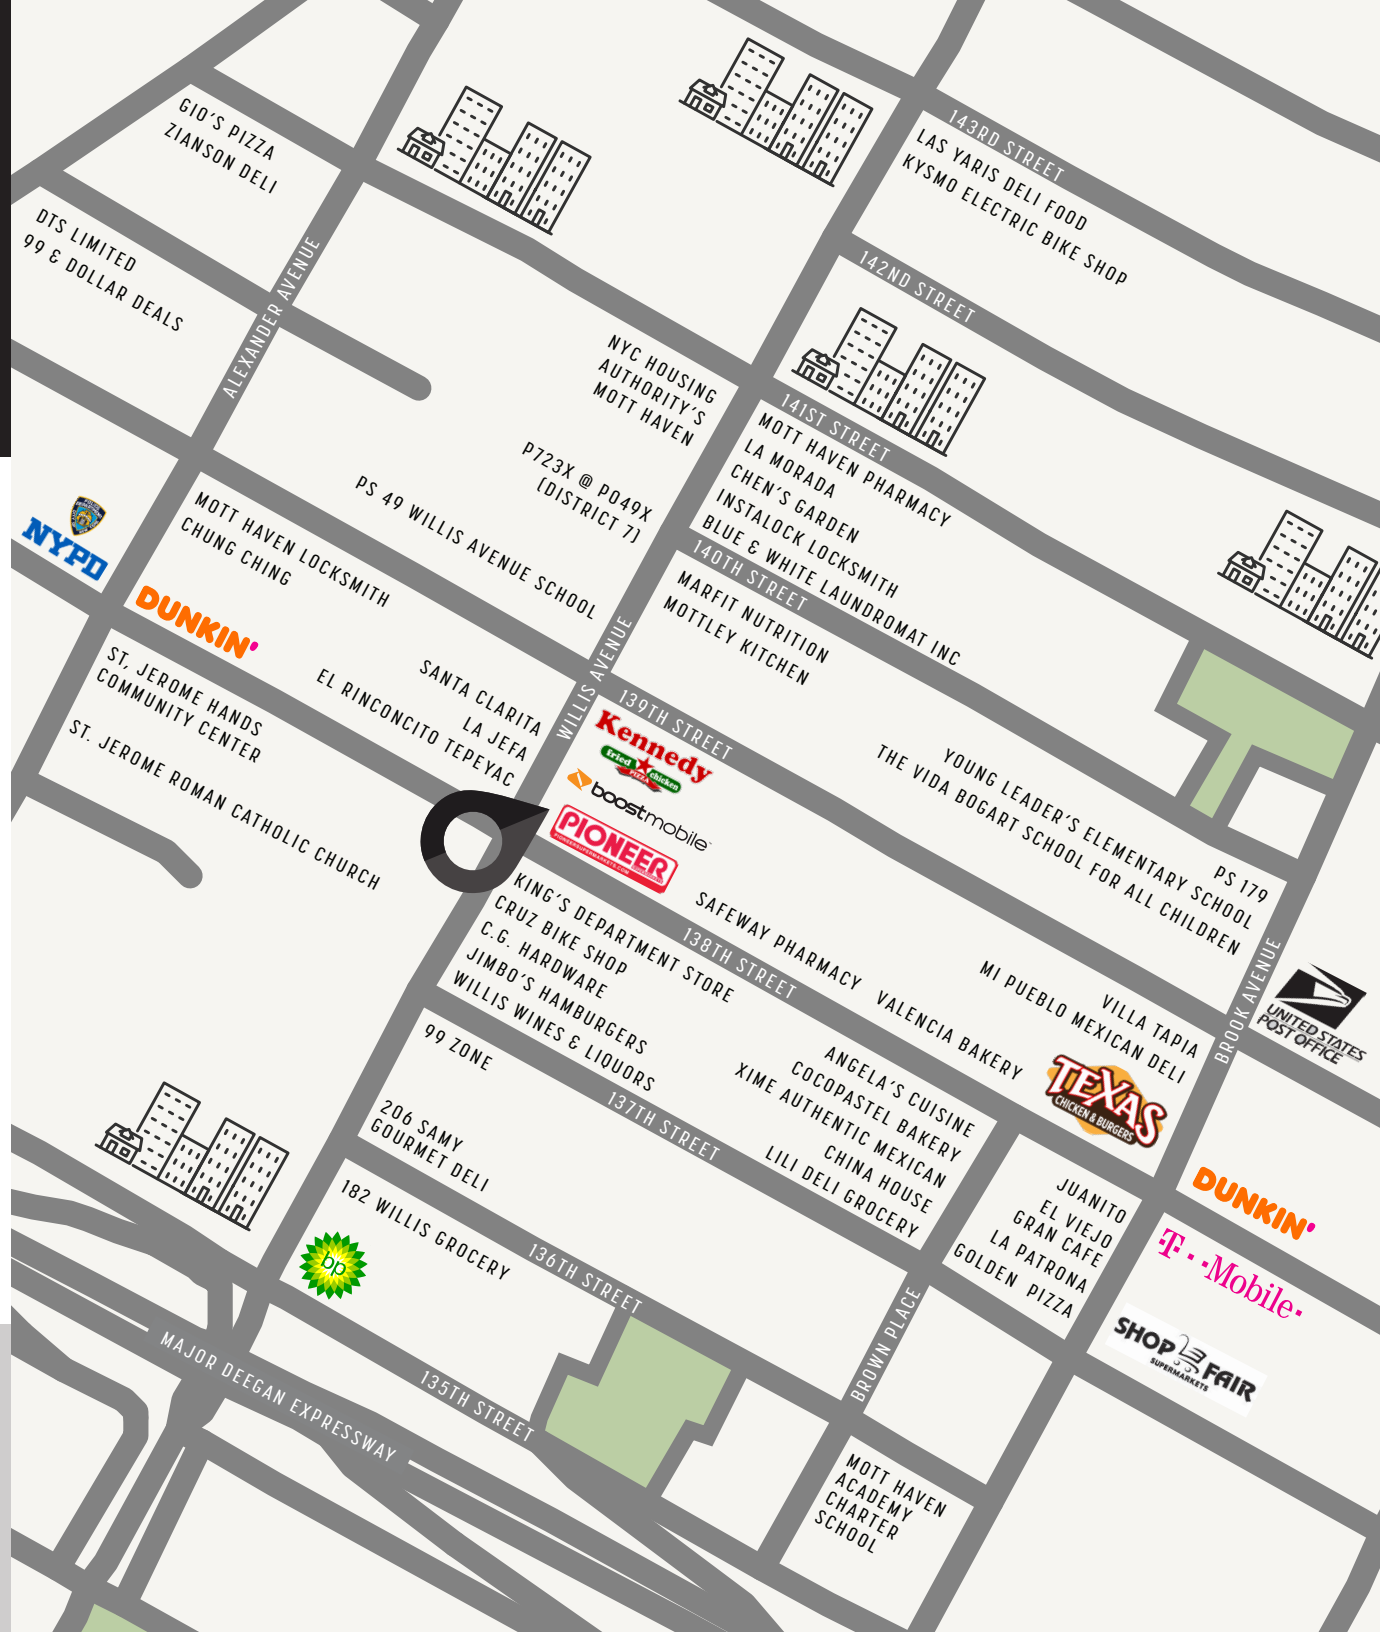 143RD STREET
LAS YARIS DELI FOOD
KYSMO ELECTRIC BIKE SHOP
GIO'S PIZZA
ZIANSON DELI
DTS LIMITED
99 & DOLLAR DEALS
ALEXANDER AVENUE
142ND STREET
NYC HOUSING
AUTHORITY'S
MOTT HAVEN
P723X @ P049X
(DISTRICT 7)
PS 49 WILLIS AVENUE SCHOOL
141ST STREET
MOTT HAVEN PHARMACY
LA MORADA
CHEN'S GARDEN
INSTALOCK LOCKSMITH
BLUE & WHITE LAUNDROMAT INC
140TH STREET
MARFIT NUTRITION
MOTTLEY KITCHEN
NYPD
MOTT HAVEN LOCKSMITH
CHUNG CHING
DUNKIN'
ST, JEROME HANDS
COMMUNITY CENTER
ST. JEROME ROMAN CATHOLIC CHURCH
SANTA CLARITA
LA JEFA
EL RINCONCITO TEPEYAC
WILLIS AVENUE
139TH STREET
Kennedy
fried chicken
PIZZA
boostmobile
PIONEER
PIONEERSUPERMARKETS.COM
YOUNG LEADER'S ELEMENTARY SCHOOL
THE VIDA BOGART SCHOOL FOR ALL CHILDREN
PS 179
SAFEWAY PHARMACY
VALENCIA BAKERY
138TH STREET
KING'S DEPARTMENT STORE
CRUZ BIKE SHOP
C.G. HARDWARE
JIMBO'S HAMBURGERS
WILLIS WINES & LIQUORS
MI PUEBLO MEXICAN DELI
VILLA TAPIA
BROOK AVENUE
UNITED STATES
POST OFFICE
TEXAS
CHICKEN & BURGERS
99 ZONE
206 SAMY
GOURMET DELI
137TH STREET
ANGELA'S CUISINE
COCOPASTEL BAKERY
XIME AUTHENTIC MEXICAN
CHINA HOUSE
LILI DELI GROCERY
JUANITO
EL VIEJO
GRAN CAFE
LA PATRONA
GOLDEN PIZZA
DUNKIN'
T-Mobile
SHOP FAIR
SUPERMARKETS
182 WILLIS GROCERY
bp
136TH STREET
BROWN PLACE
MAJOR DEEGAN EXPRESSWAY
135TH STREET
MOTT HAVEN
ACADEMY
CHARTER
SCHOOL